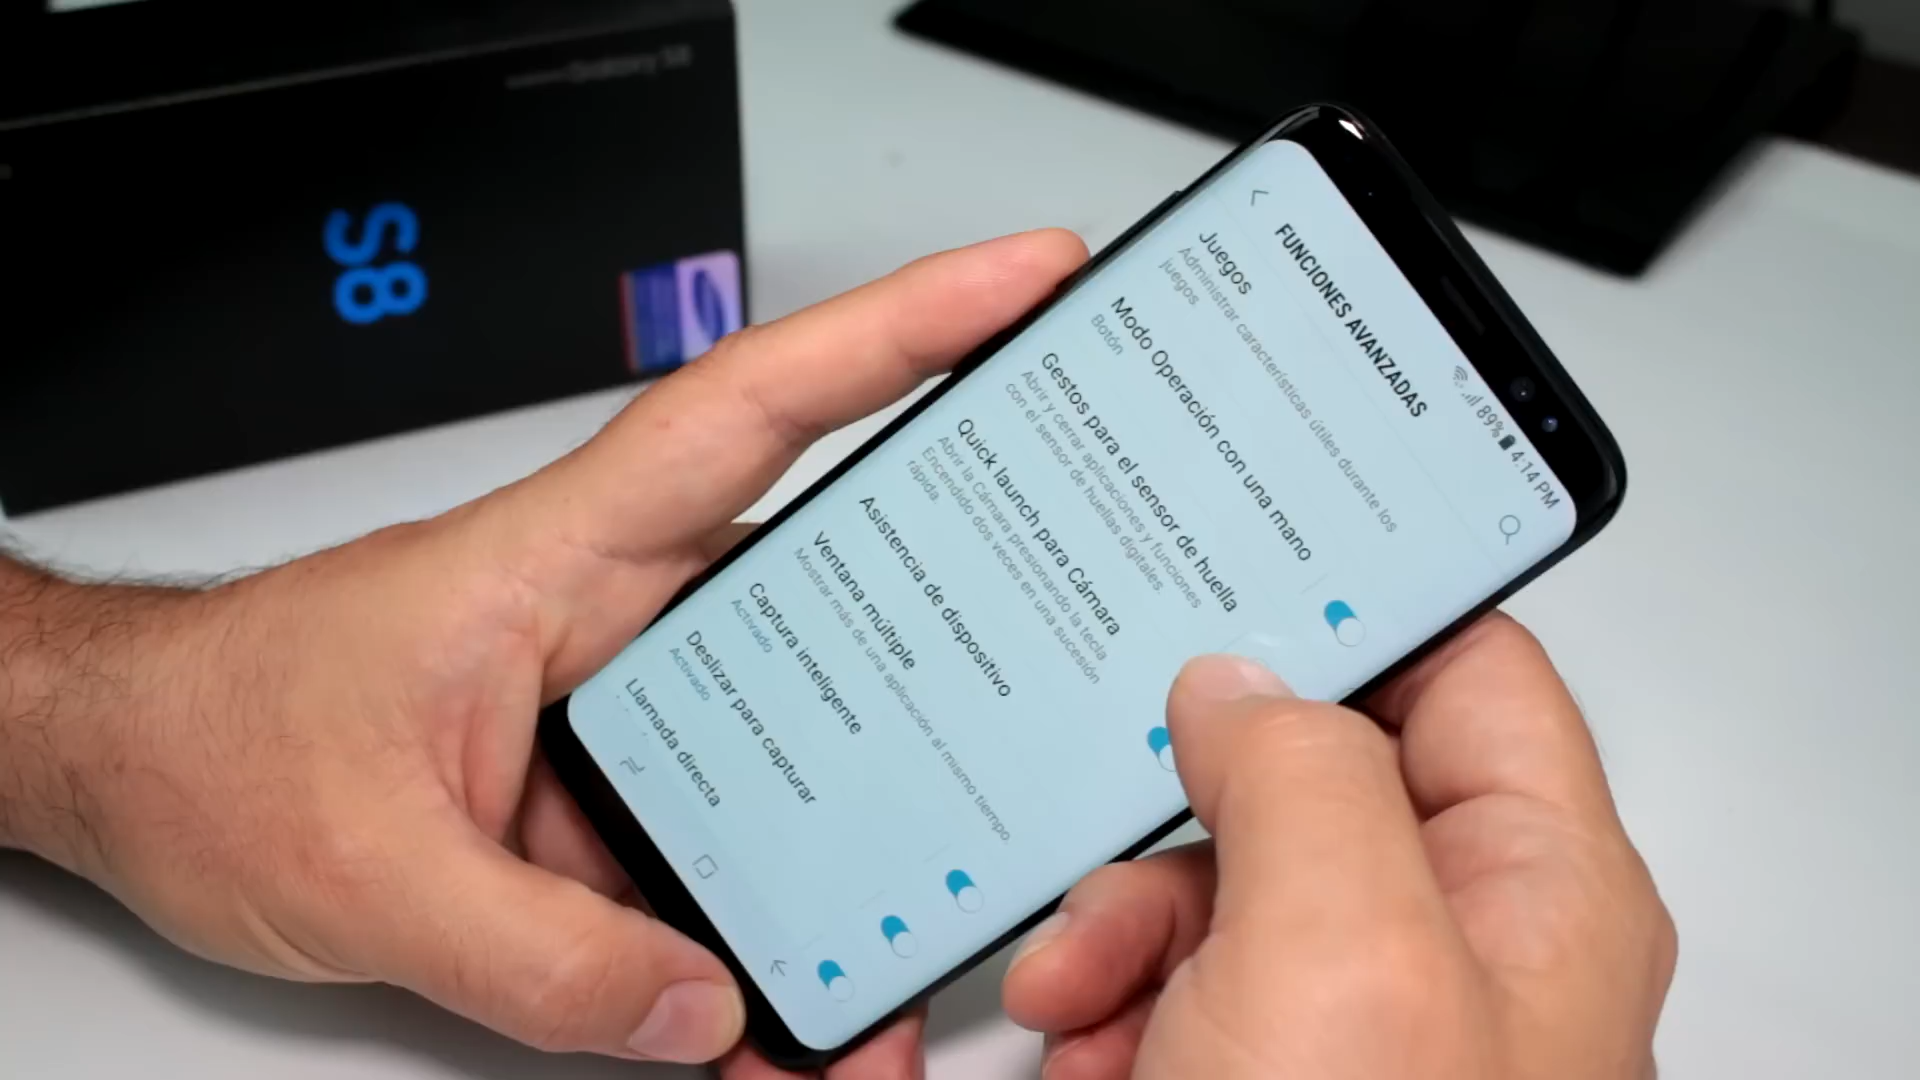 Galaxy S8
S8
89% 4:14 PM
FUNCIONES AVANZADAS
Juegos
Administrar características útiles durante los
juegos.
Modo Operación con una mano
Botón
Gestos para el sensor de huella
Abrir y cerrar aplicaciones y funciones
con el sensor de huellas digitales.
Quick launch para Cámara
Abrir la Cámara presionando la tecla
Encendido dos veces en una sucesión
rápida.
Asistencia de dispositivo
Ventana múltiple
Mostrar más de una aplicación al mismo tiempo.
Captura inteligente
Activado
Deslizar para capturar
Activado
Llamada directa